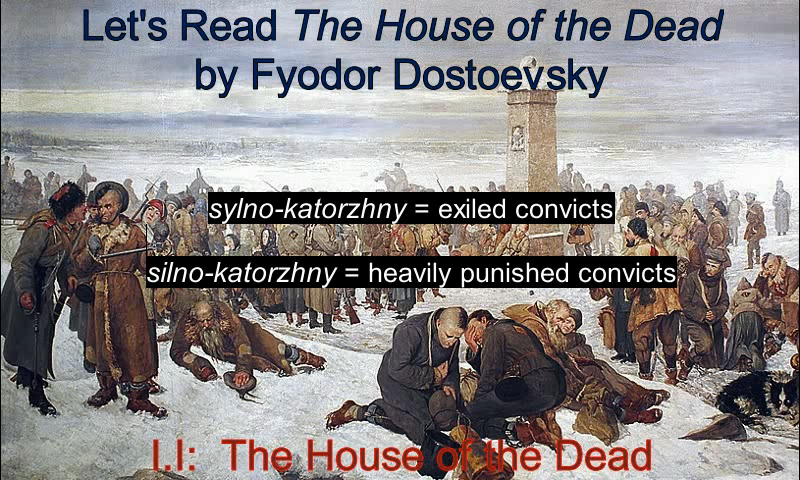 Let's Read The House of the Dead
by Fyodor Dostoevsky
sylno-katorzhny = exiled convicts
silno-katorzhny = heavily punished convicts
I.I: The House of the Dead